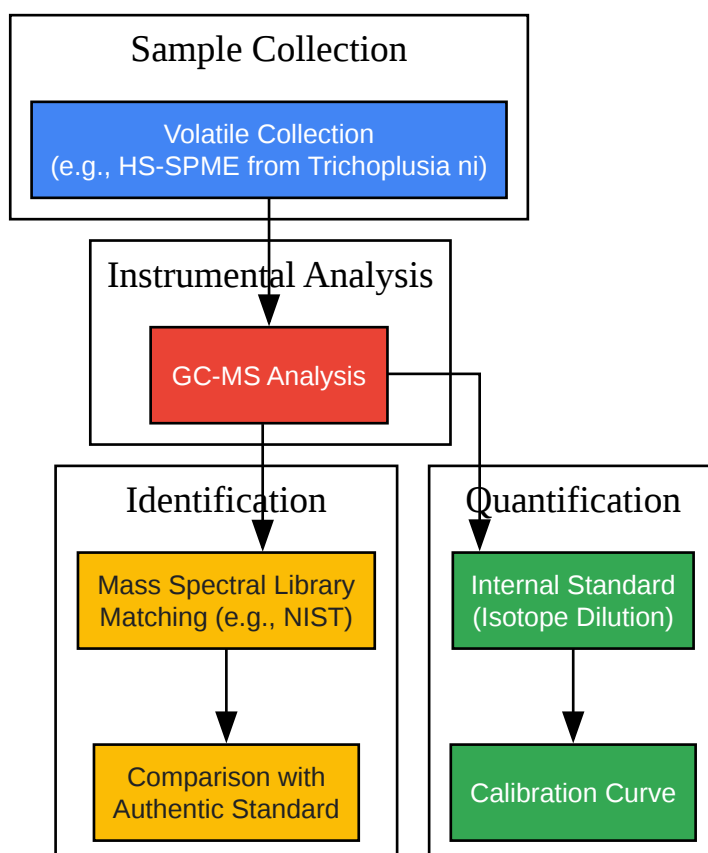 Sample Collection
Volatile Collection
(e.g., HS-SPME from Trichoplusia ni)
Instrumental Analysis
GC-MS Analysis
Identification
Mass Spectral Library
Matching (e.g., NIST)
Comparison with
Authentic Standard
Quantification
Internal Standard
(Isotope Dilution)
Calibration Curve